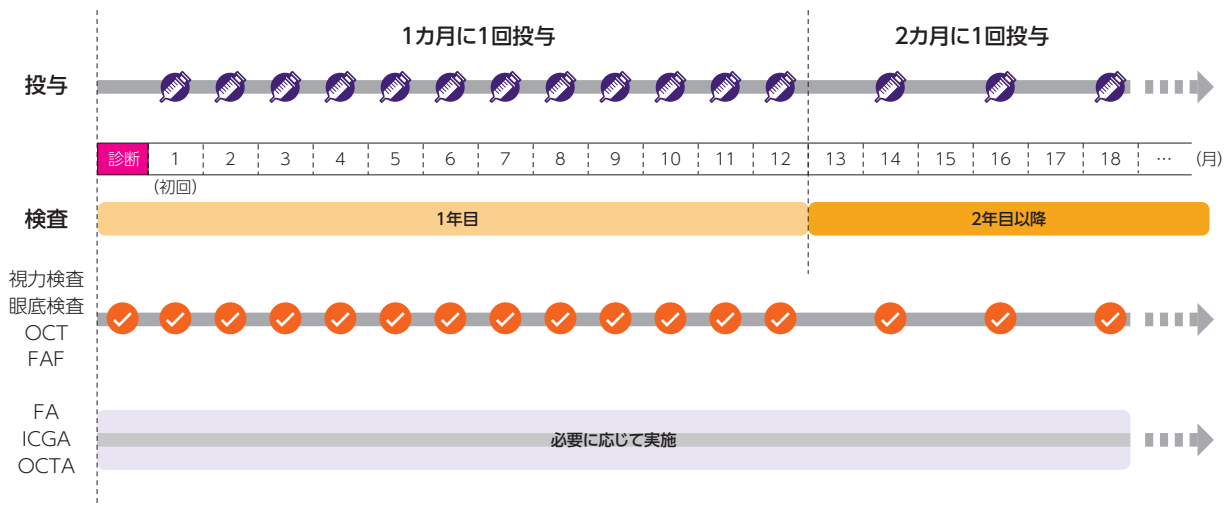 1カ月に1回投与
2カ月に1回投与
投与
診断 1 2 3 4 5 6 7 8 9 10 11 12 13 14 15 16 17 18 … (月)
(初回)
検査
1年目
2年目以降
視力検査
眼底検査
OCT
FAF
FA
ICGA
OCTA
必要に応じて実施